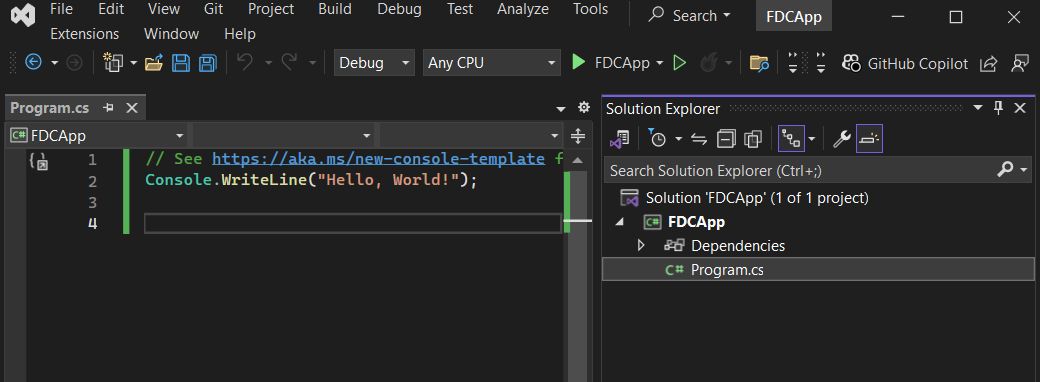 File Edit View Git Project Build Debug Test Analyze Tools Search FDCApp
Extensions Window Help
Debug Any CPU FDCApp GitHub Copilot
Program.cs
Solution Explorer
C# FDCApp
Search Solution Explorer (Ctrl+;)
1 // See https://aka.ms/new-console-template f
2 Console.WriteLine("Hello, World!");
3
4
Solution 'FDCApp' (1 of 1 project)
C# FDCApp
Dependencies
C# Program.cs